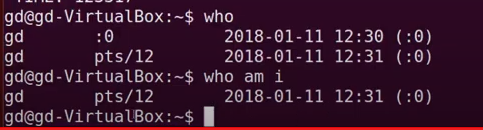 gd@gd-VirtualBox:~$ who
gd       :0           2018-01-11 12:30 (:0)
gd       pts/12       2018-01-11 12:31 (:0)
gd@gd-VirtualBox:~$ who am i
gd       pts/12       2018-01-11 12:31 (:0)
gd@gd-VirtualBox:~$